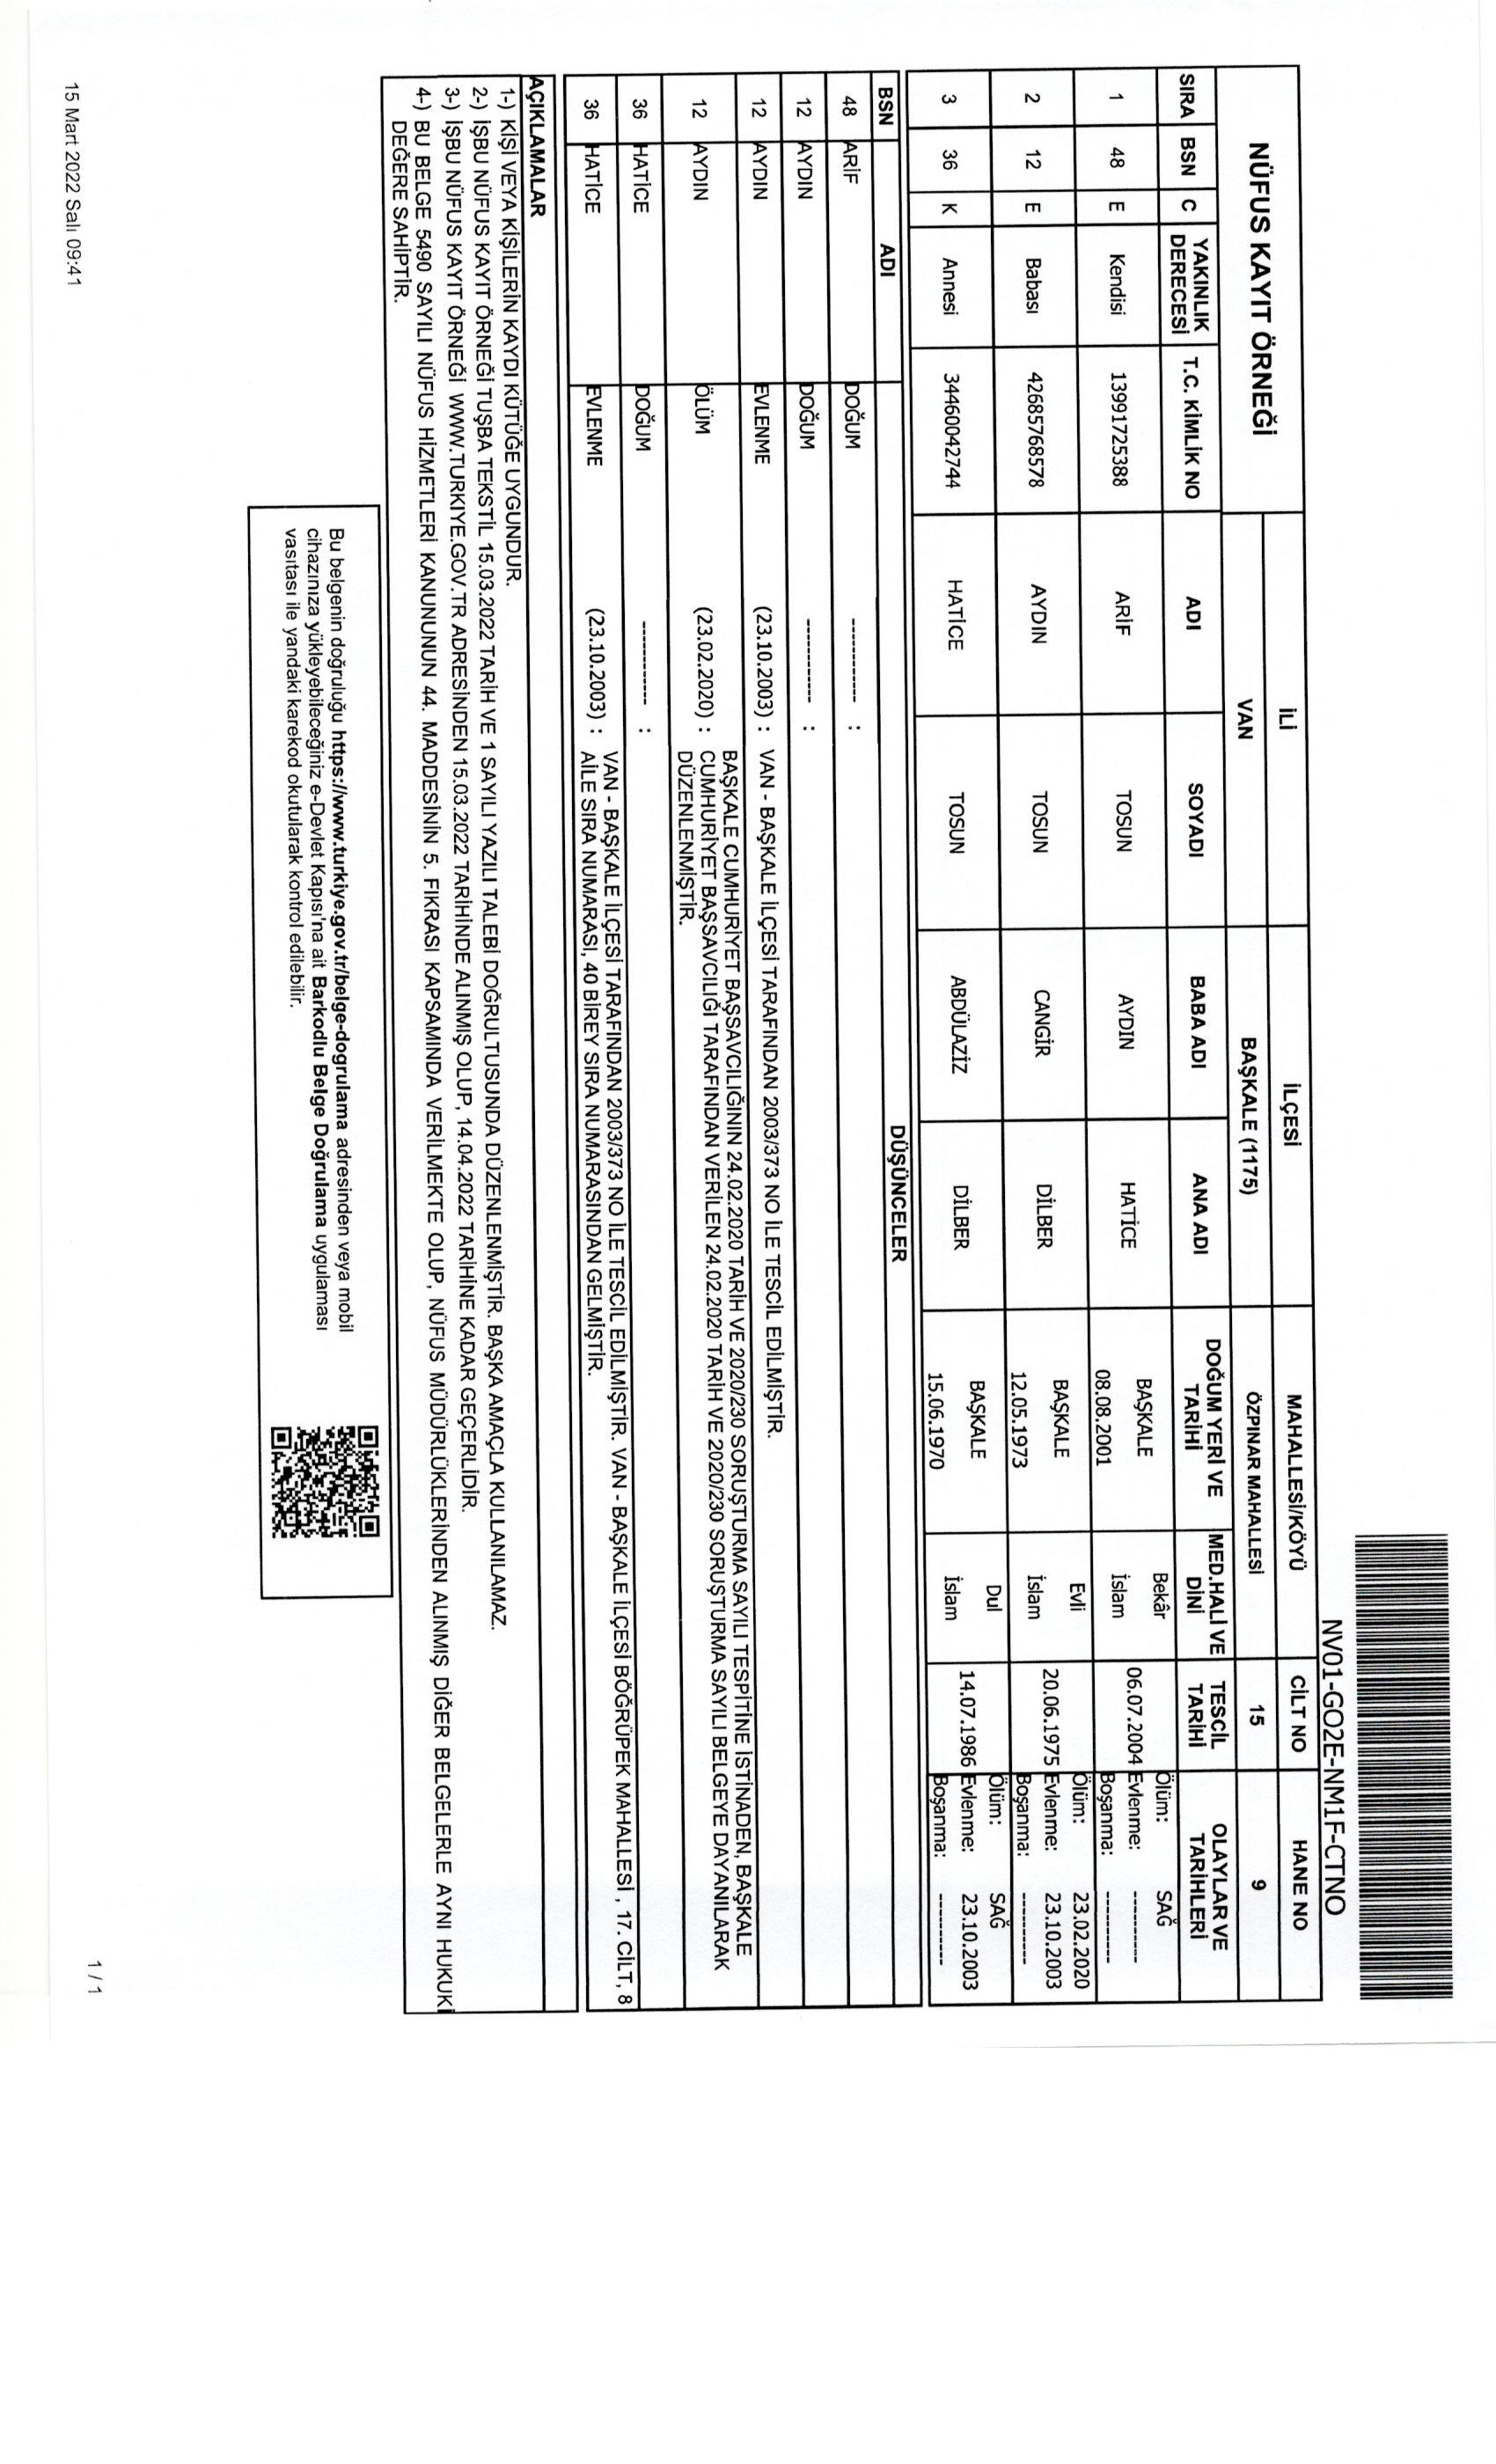 NV01-GO2E-NM1F-CTNO
NÜFUS KAYIT ÖRNEĞİ
İLİ İLÇESİ MAHALLESİ/KÖYÜ CİLT NO HANE NO
VAN BAŞKALE (1175) ÖZPINAR MAHALLESİ 15 9
SIRA BSN C YAKINLIK DERECESİ T.C. KİMLİK NO ADI SOYADI BABA ADI ANA ADI DOĞUM YERİ VE TARİHİ MED.HALİ VE DİNİ TESCİL TARİHİ OLAYLAR VE TARİHLERİ
1 48 E Kendisi 13991725388 ARİF TOSUN AYDIN HATİCE BAŞKALE 08.08.2001 Bekâr İslam 06.07.2004 Ölüm: SAĞ Evlenme: ---------- Boşanma: ----------
2 12 E Babası 42685768578 AYDIN TOSUN CANGİR DİLBER BAŞKALE 12.05.1973 Evli İslam 20.06.1975 Ölüm: 23.02.2020 Evlenme: 23.10.2003 Boşanma: ----------
3 36 K Annesi 34460042744 HATİCE TOSUN ABDÜLAZİZ DİLBER BAŞKALE 15.06.1970 Dul İslam 14.07.1986 Ölüm: SAĞ Evlenme: 23.10.2003 Boşanma: ----------
BSN ADI DÜŞÜNCELER
48 ARİF DOĞUM ---------- :
12 AYDIN DOĞUM ---------- :
12 AYDIN EVLENME (23.10.2003) : VAN - BAŞKALE İLÇESİ TARAFINDAN 2003/373 NO İLE TESCİL EDİLMİŞTİR.
12 AYDIN ÖLÜM (23.02.2020) : BAŞKALE CUMHURİYET BAŞSAVCILIĞININ 24.02.2020 TARİH VE 2020/230 SORUŞTURMA SAYILI TESPİTİNE İSTİNADEN, BAŞKALE
CUMHURİYET BAŞSAVCILIĞI TARAFINDAN VERİLEN 24.02.2020 TARİH VE 2020/230 SORUŞTURMA SAYILI BELGEYE DAYANILARAK
DÜZENLENMİŞTİR.
36 HATİCE DOĞUM ---------- :
36 HATİCE EVLENME (23.10.2003) : VAN - BAŞKALE İLÇESİ TARAFINDAN 2003/373 NO İLE TESCİL EDİLMİŞTİR. VAN - BAŞKALE İLÇESİ BÖĞRÜPEK MAHALLESİ , 17. CİLT, 8
AİLE SIRA NUMARASI, 40 BİREY SIRA NUMARASINDAN GELMİŞTİR.
AÇIKLAMALAR
1-) KİŞİ VEYA KİŞİLERİN KAYDI KÜTÜĞE UYGUNDUR.
2-) İŞBU NÜFUS KAYIT ÖRNEĞİ TUŞBA TEKSTİL 15.03.2022 TARİH VE 1 SAYILI YAZILI TALEBİ DOĞRULTUSUNDA DÜZENLENMİŞTİR. BAŞKA AMAÇLA KULLANILAMAZ.
3-) İŞBU NÜFUS KAYIT ÖRNEĞİ WWW.TURKIYE.GOV.TR ADRESİNDEN 15.03.2022 TARİHİNDE ALINMIŞ OLUP, 14.04.2022 TARİHİNE KADAR GEÇERLİDİR.
4-) BU BELGE 5490 SAYILI NÜFUS HİZMETLERİ KANUNUNUN 44. MADDESİNİN 5. FIKRASI KAPSAMINDA VERİLMEKTE OLUP, NÜFUS MÜDÜRLÜKLERİNDEN ALINMIŞ DİĞER BELGELERLE AYNI HUKUKİ
DEĞERE SAHİPTİR.
Bu belgenin doğruluğu https://www.turkiye.gov.tr/belge-dogrulama adresinden veya mobil
cihazınıza yükleyebileceğiniz e-Devlet Kapısı'na ait Barkodlu Belge Doğrulama uygulaması
vasıtası ile yandaki karekod okutularak kontrol edilebilir.
15 Mart 2022 Salı 09:41
1 / 1